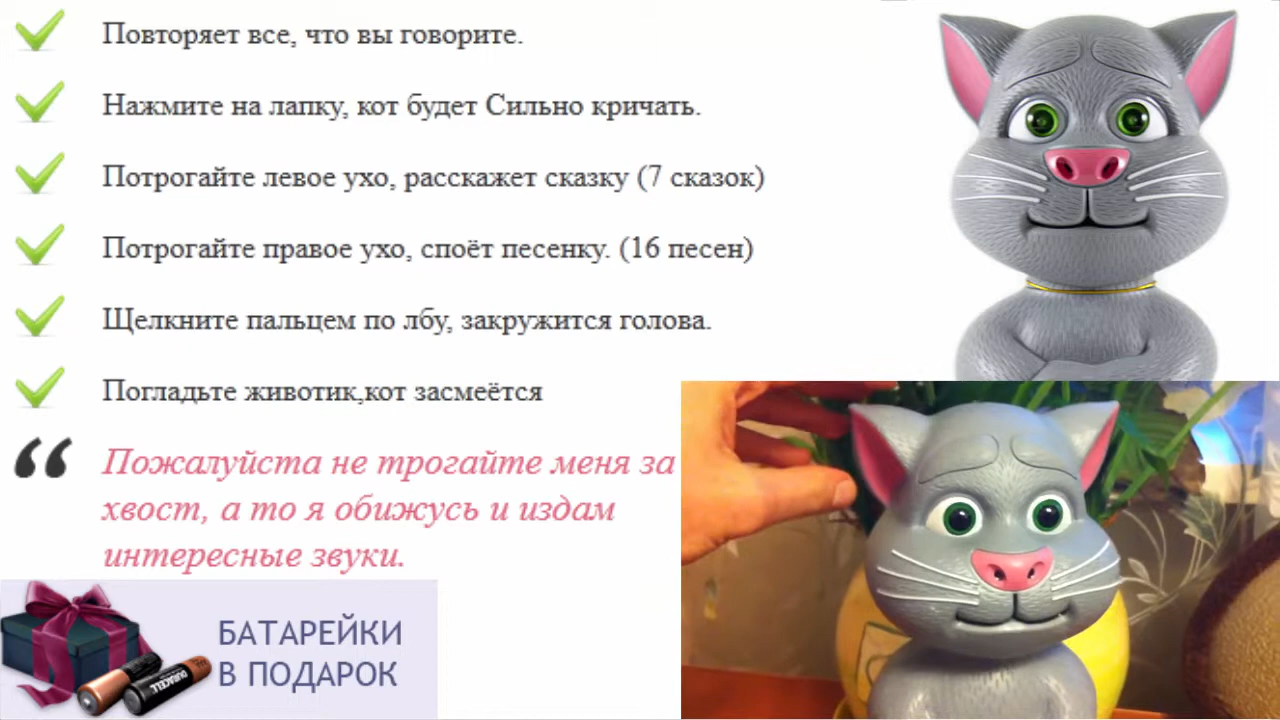 Повторяет все, что вы говорите.
Нажмите на лапку, кот будет Сильно кричать.
Потрогайте левое ухо, расскажет сказку (7 сказок)
Потрогайте правое ухо, споёт песенку. (16 песен)
Щелкните пальцем по лбу, закружится голова.
Погладьте животик,кот засмеётся
“ Пожалуйста не трогайте меня за
хвост, а то я обижусь и издам
интересные звуки.
БАТАРЕЙКИ
В ПОДАРОК
DURACELL